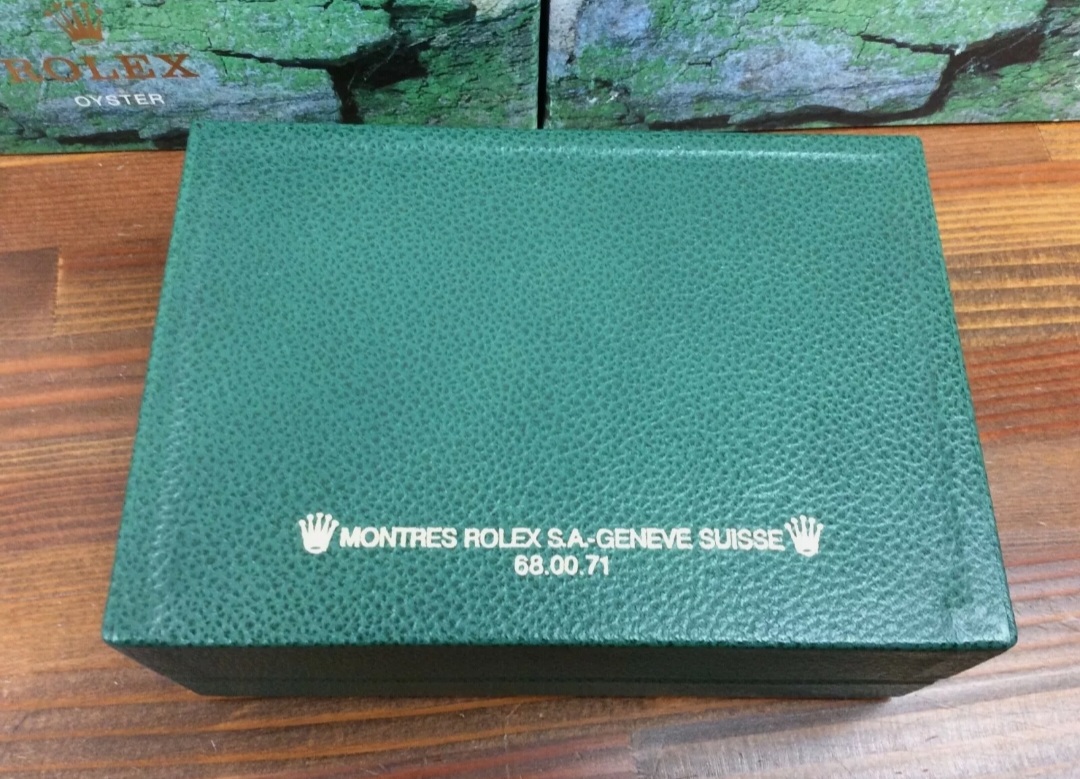 ROLEX
OYSTER
MONTRES ROLEX S.A.-GENEVE SUISSE
68.00.71